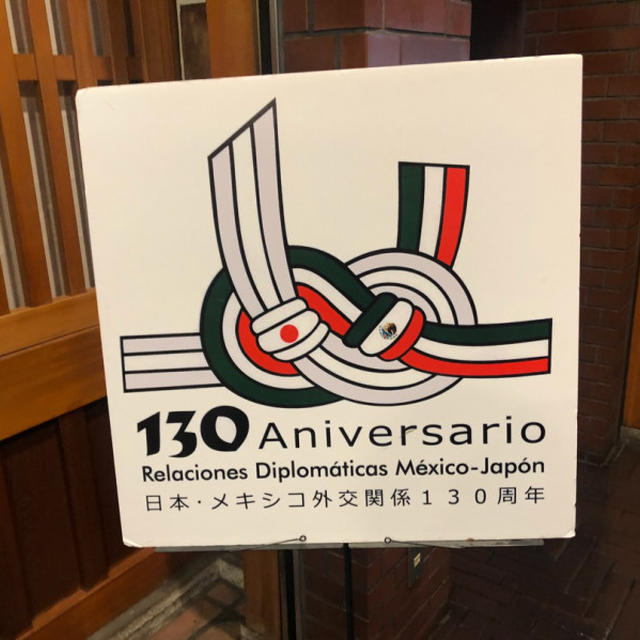 130 Aniversario
Relaciones Diplomáticas México-Japón
日本・メキシコ外交関係１３０周年